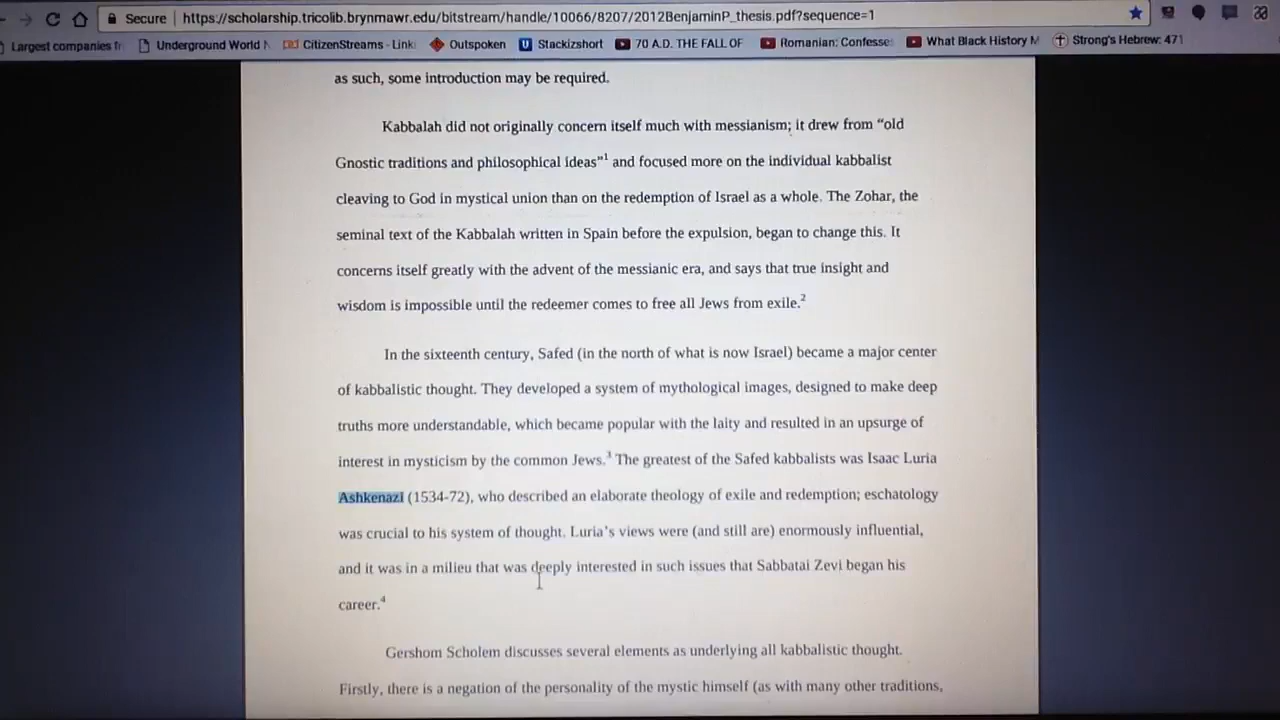 Secure | https://scholarship.tricolib.brynmawr.edu/bitstream/handle/10066/8207/2012BenjaminP_thesis.pdf?sequence=1
Largest companies Underground World CitizenStreams - Link Outspoken Stackizshort 70 A.D. THE FALL OF Romanian: Confesse What Black History M Strong's Hebrew: 471
as such, some introduction may be required.
Kabbalah did not originally concern itself much with messianism; it drew from “old
Gnostic traditions and philosophical ideas”1 and focused more on the individual kabbalist
cleaving to God in mystical union than on the redemption of Israel as a whole. The Zohar, the
seminal text of the Kabbalah written in Spain before the expulsion, began to change this. It
concerns itself greatly with the advent of the messianic era, and says that true insight and
wisdom is impossible until the redeemer comes to free all Jews from exile.2
In the sixteenth century, Safed (in the north of what is now Israel) became a major center
of kabbalistic thought. They developed a system of mythological images, designed to make deep
truths more understandable, which became popular with the laity and resulted in an upsurge of
interest in mysticism by the common Jews.3 The greatest of the Safed kabbalists was Isaac Luria
Ashkenazi (1534-72), who described an elaborate theology of exile and redemption; eschatology
was crucial to his system of thought. Luria's views were (and still are) enormously influential,
and it was in a milieu that was deeply interested in such issues that Sabbatai Zevi began his
career.4
Gershom Scholem discusses several elements as underlying all kabbalistic thought.
Firstly, there is a negation of the personality of the mystic himself (as with many other traditions,